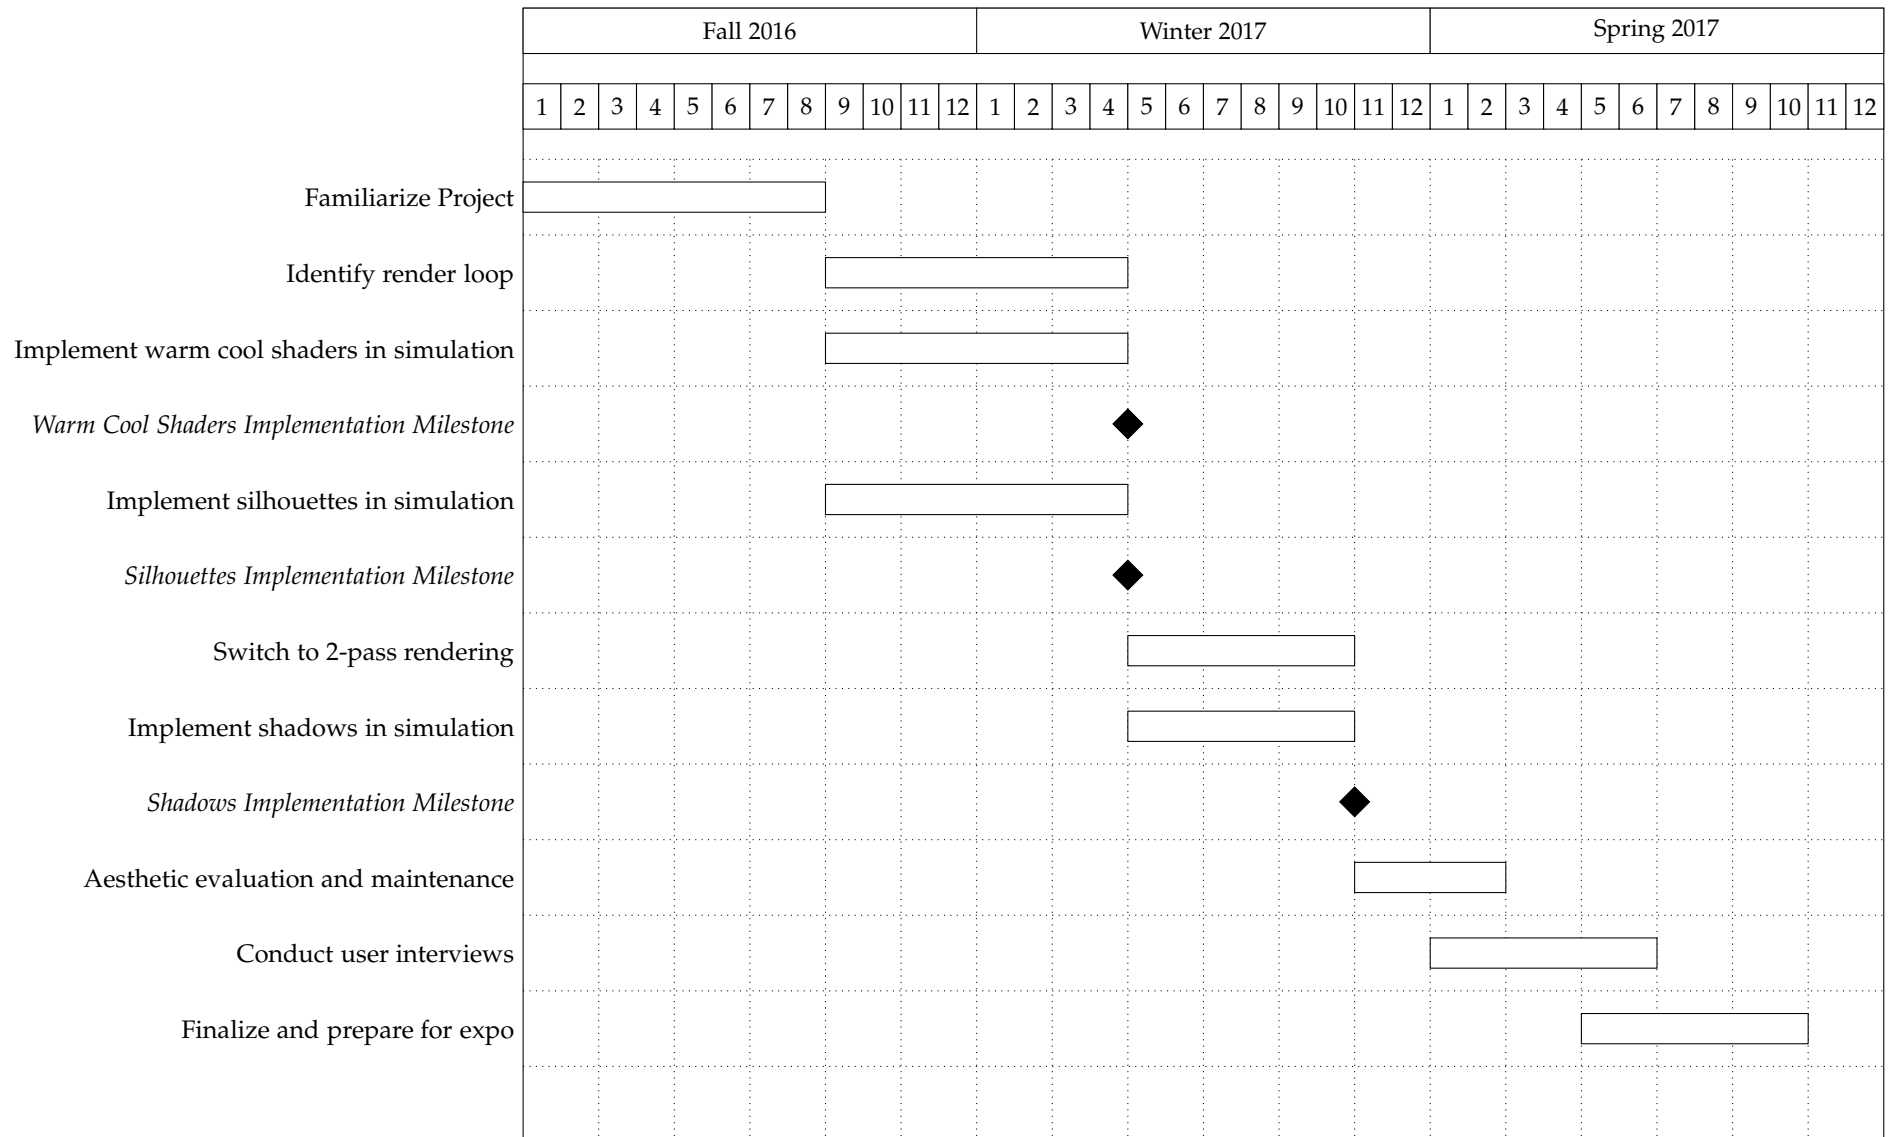 Fall 2016 Winter 2017 Spring 2017
1 2 3 4 5 6 7 8 9 10 11 12 1 2 3 4 5 6 7 8 9 10 11 12 1 2 3 4 5 6 7 8 9 10 11 12
Familiarize Project
Identify render loop
Implement warm cool shaders in simulation
Warm Cool Shaders Implementation Milestone
Implement silhouettes in simulation
Silhouettes Implementation Milestone
Switch to 2-pass rendering
Implement shadows in simulation
Shadows Implementation Milestone
Aesthetic evaluation and maintenance
Conduct user interviews
Finalize and prepare for expo